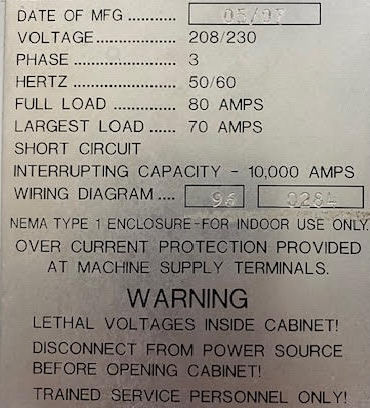 DATE OF MFG ............ 05/07
VOLTAGE................. 208/230
PHASE ................... 3
HERTZ ................... 50/60
FULL LOAD .............. 80 AMPS
LARGEST LOAD ...... 70 AMPS
SHORT CIRCUIT
INTERRUPTING CAPACITY - 10,000 AMPS
WIRING DIAGRAM .... 96 0284
NEMA TYPE 1 ENCLOSURE-FOR INDOOR USE ONLY.
OVER CURRENT PROTECTION PROVIDED
AT MACHINE SUPPLY TERMINALS.
WARNING
LETHAL VOLTAGES INSIDE CABINET!
DISCONNECT FROM POWER SOURCE
BEFORE OPENING CABINET!
TRAINED SERVICE PERSONNEL ONLY!